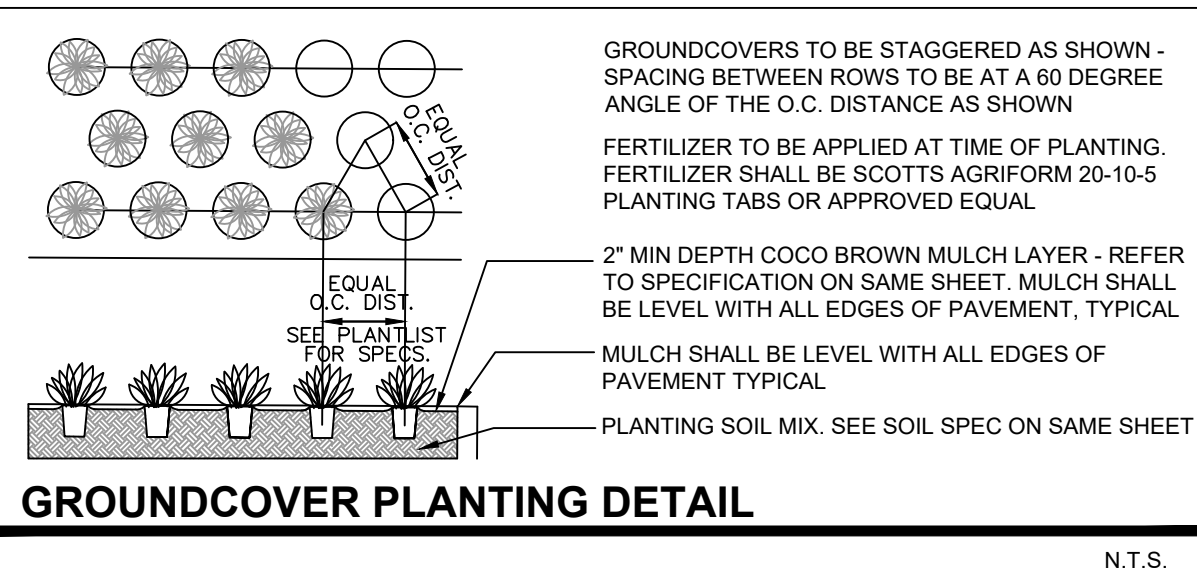 GROUNDCOVERS TO BE STAGGERED AS SHOWN -
SPACING BETWEEN ROWS TO BE AT A 60 DEGREE
ANGLE OF THE O.C. DISTANCE AS SHOWN
FERTILIZER TO BE APPLIED AT TIME OF PLANTING.
FERTILIZER SHALL BE SCOTTS AGRIFORM 20-10-5
PLANTING TABS OR APPROVED EQUAL
EQUAL
O.C. DIST.
2" MIN DEPTH COCO BROWN MULCH LAYER - REFER
TO SPECIFICATION ON SAME SHEET. MULCH SHALL
BE LEVEL WITH ALL EDGES OF PAVEMENT, TYPICAL
EQUAL
O.C. DIST.
SEE PLANTLIST
FOR SPECS.
MULCH SHALL BE LEVEL WITH ALL EDGES OF
PAVEMENT TYPICAL
PLANTING SOIL MIX. SEE SOIL SPEC ON SAME SHEET
GROUNDCOVER PLANTING DETAIL
N.T.S.